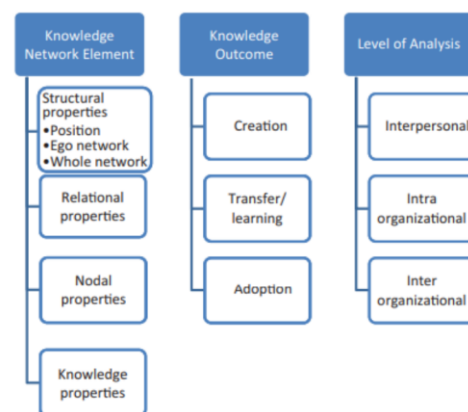 Knowledge
Network Element
Structural
properties
•Position
•Ego network
•Whole network
Relational
properties
Nodal
properties
Knowledge
properties
Knowledge
Outcome
Creation
Transfer/
learning
Adoption
Level of Analysis
Interpersonal
Intra
organizational
Inter
organizational